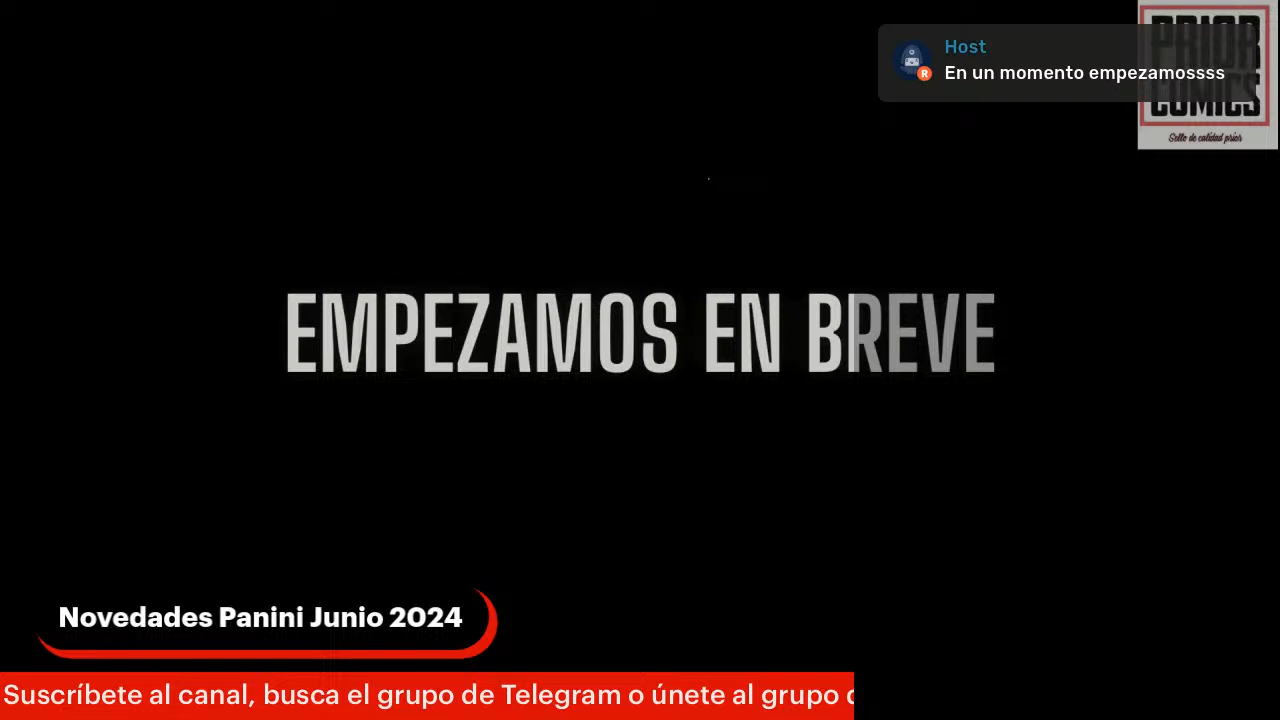 Host
En un momento empezamossss
PRIOR
COMICS
Sello de calidad prior
EMPEZAMOS EN BREVE
Novedades Panini Junio 2024
Suscríbete al canal, busca el grupo de Telegram o únete al grupo